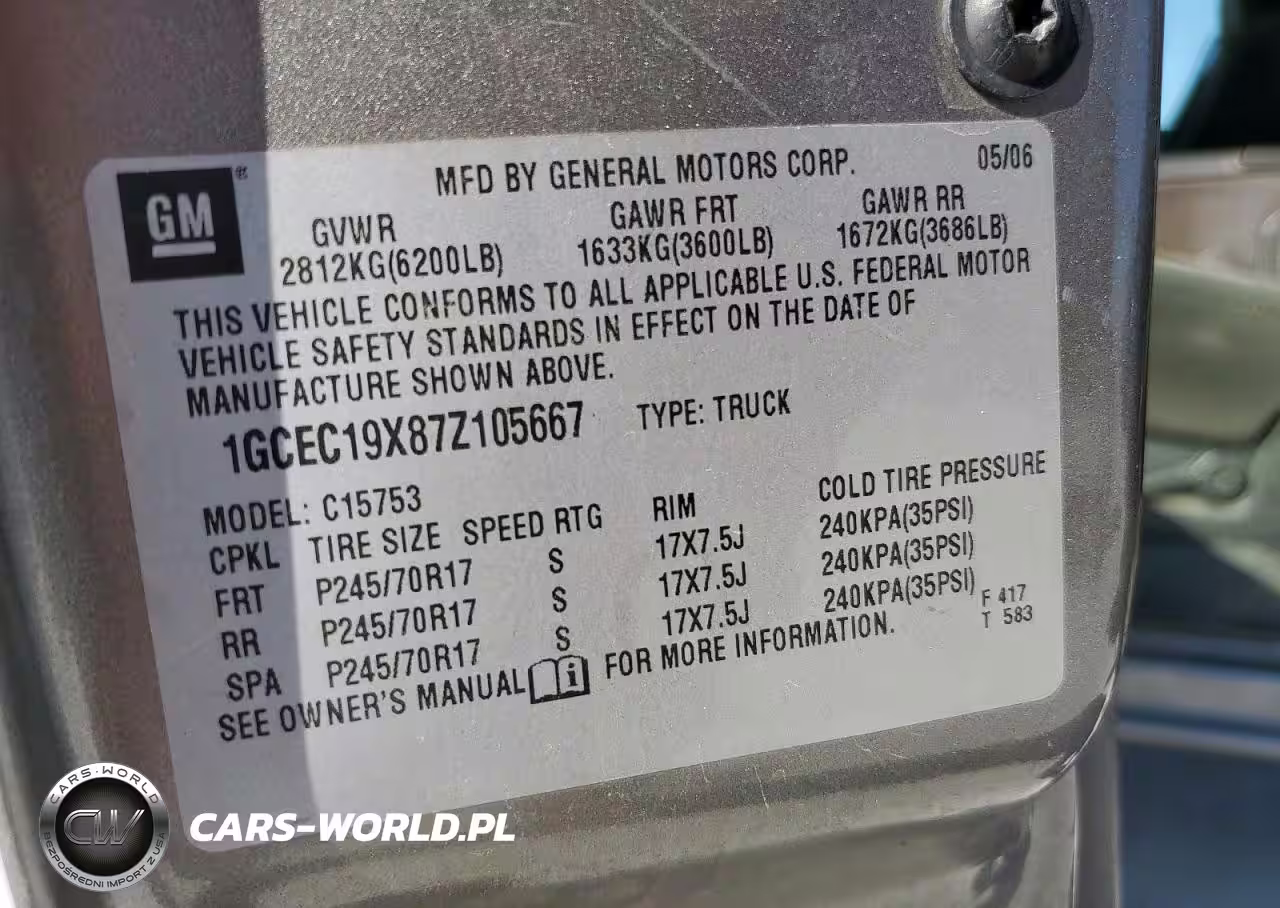 GM®
MFD BY GENERAL MOTORS CORP. 05/06
GVWR GAWR FRT GAWR RR
2812KG(6200LB) 1633KG(3600LB) 1672KG(3686LB)
THIS VEHICLE CONFORMS TO ALL APPLICABLE U.S. FEDERAL MOTOR
VEHICLE SAFETY STANDARDS IN EFFECT ON THE DATE OF
MANUFACTURE SHOWN ABOVE.
1GCEC19X87Z105667 TYPE: TRUCK
MODEL: C15753
CPKL TIRE SIZE SPEED RTG RIM COLD TIRE PRESSURE
FRT P245/70R17 S 17X7.5J 240KPA(35PSI)
RR P245/70R17 S 17X7.5J 240KPA(35PSI)
SPA P245/70R17 S 17X7.5J 240KPA(35PSI)
SEE OWNER'S MANUAL i FOR MORE INFORMATION.
F 417
T 583
CARS-WORLD
CW
BEZPOŚREDNI IMPORT Z USA
CARS-WORLD.PL